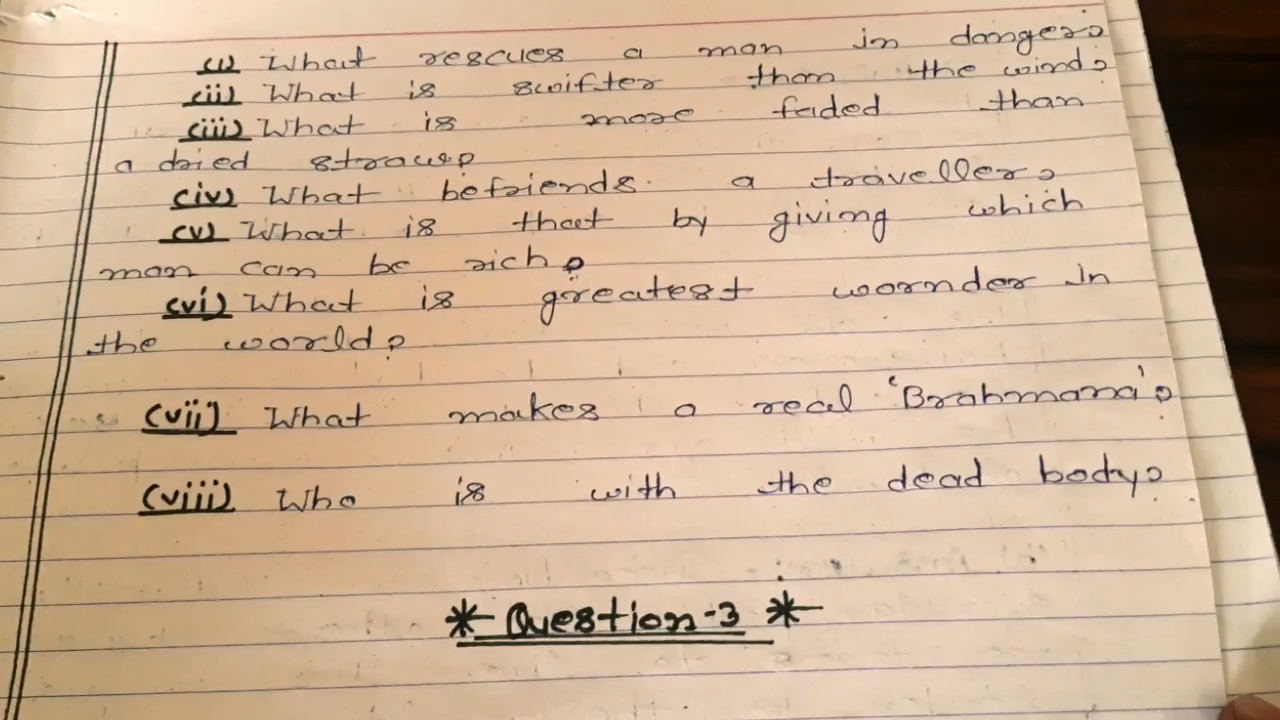 (i) What rescues a man in danger?
(ii) What is swifter than the wind?
(iii) What is more faded than
a dried straw?
(iv) What befriends a traveller?
(v) What is that by giving which
man can be rich?
(vi) What is greatest wornder in
the world?
(vii) What makes a real 'Brahmana'?
(viii) Who is with the dead body?
* Question-3 *